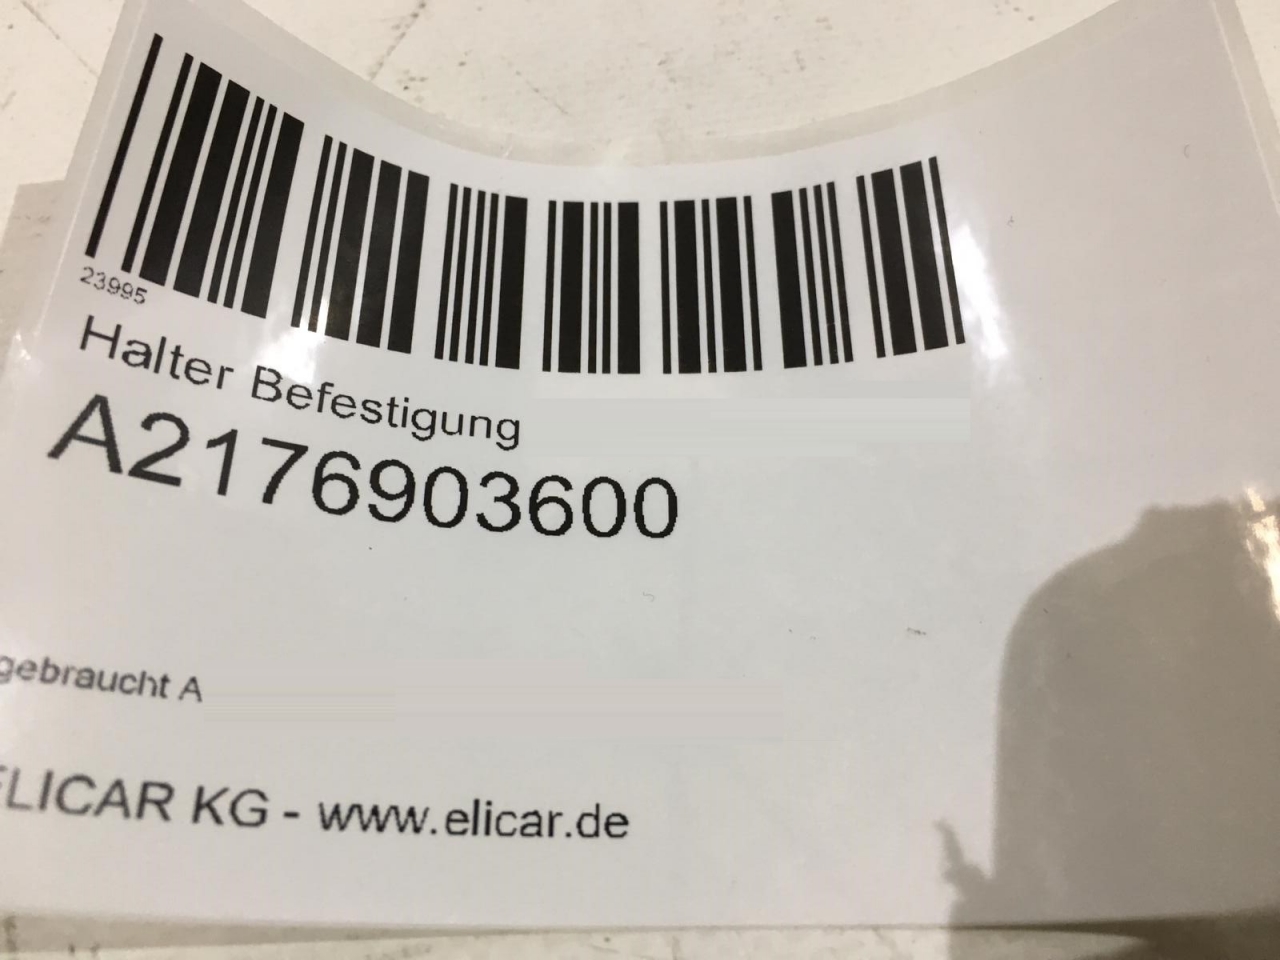 23995
Halter Befestigung
A2176903600
gebraucht A
ELICAR KG - www.elicar.de